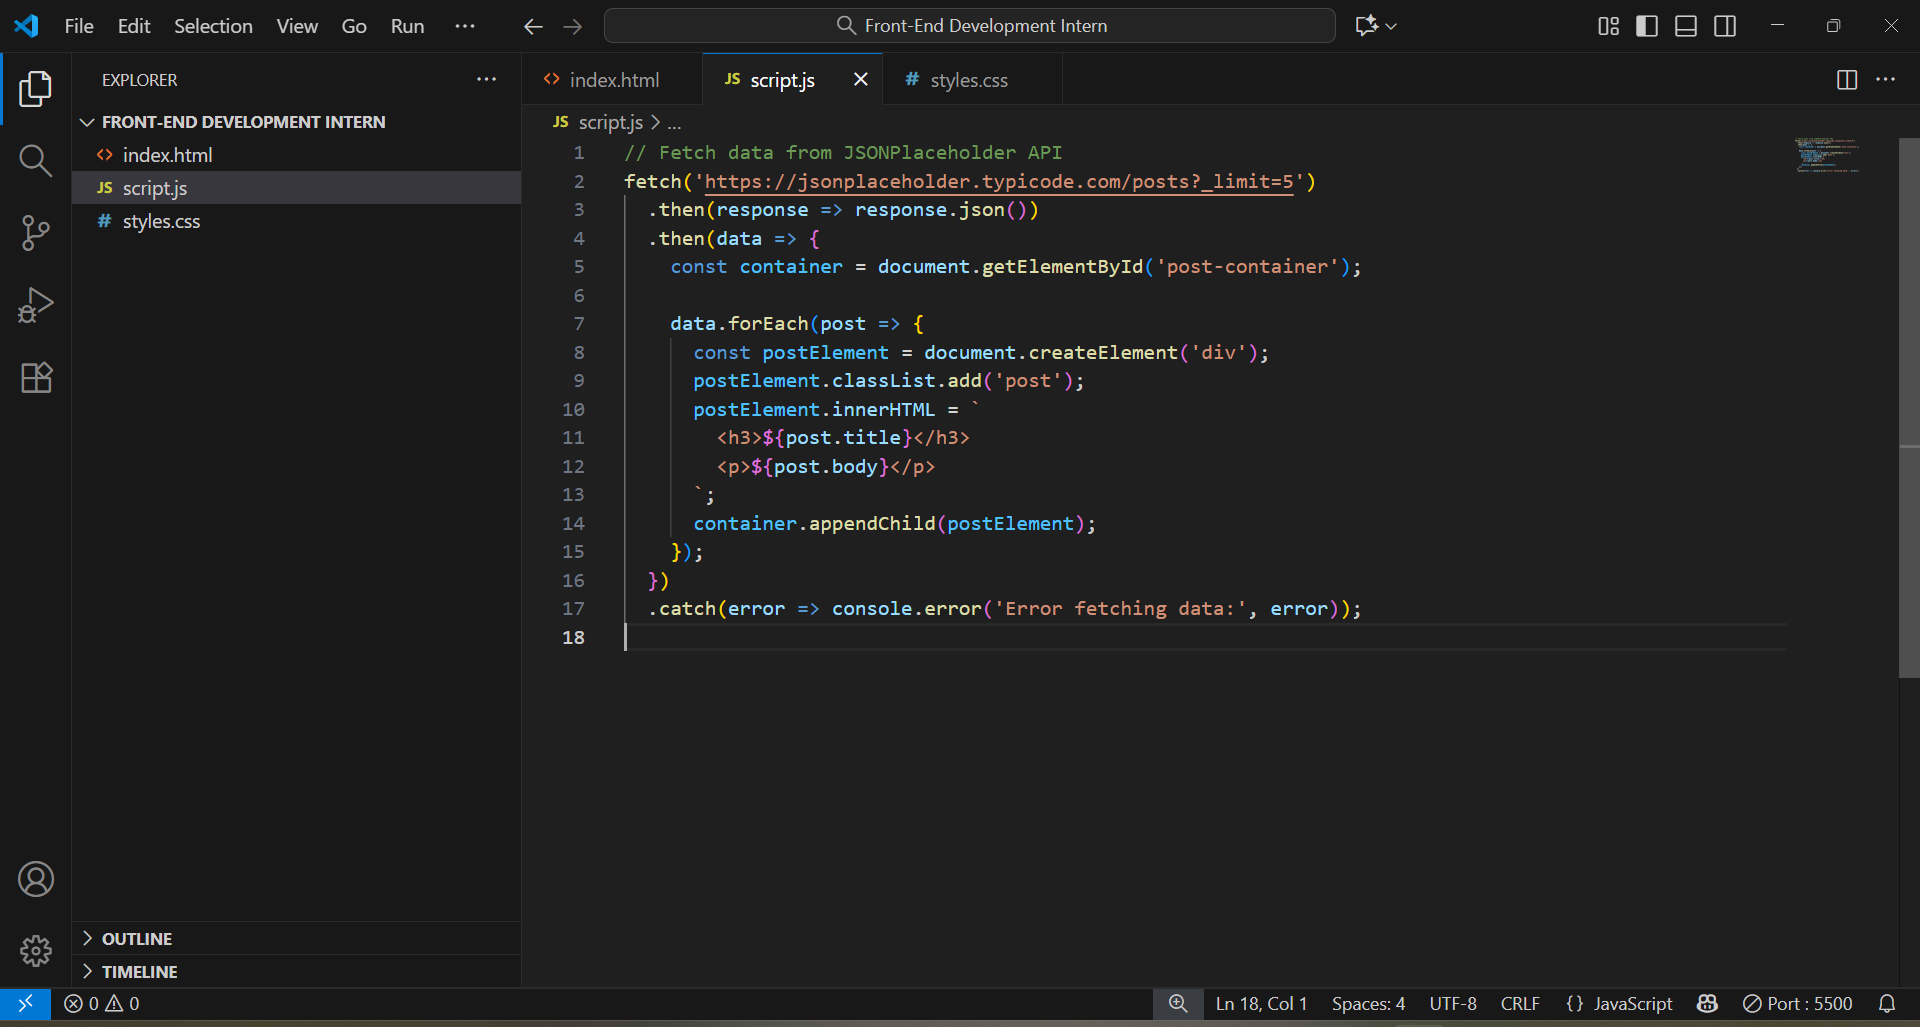 File Edit Selection View Go Run ··· Front-End Development Intern
EXPLORER ···
FRONT-END DEVELOPMENT INTERN
<> index.html
JS script.js
# styles.css
OUTLINE
TIMELINE
<> index.html JS script.js # styles.css ···
JS script.js > ...
1 // Fetch data from JSONPlaceholder API
2 fetch('https://jsonplaceholder.typicode.com/posts?_limit=5')
3   .then(response => response.json())
4   .then(data => {
5     const container = document.getElementById('post-container');
6
7     data.forEach(post => {
8       const postElement = document.createElement('div');
9       postElement.classList.add('post');
10       postElement.innerHTML = `
11         <h3>${post.title}</h3>
12         <p>${post.body}</p>
13       `;
14       container.appendChild(postElement);
15     });
16   })
17   .catch(error => console.error('Error fetching data:', error));
18
0 0 Ln 18, Col 1 Spaces: 4 UTF-8 CRLF {} JavaScript Port : 5500